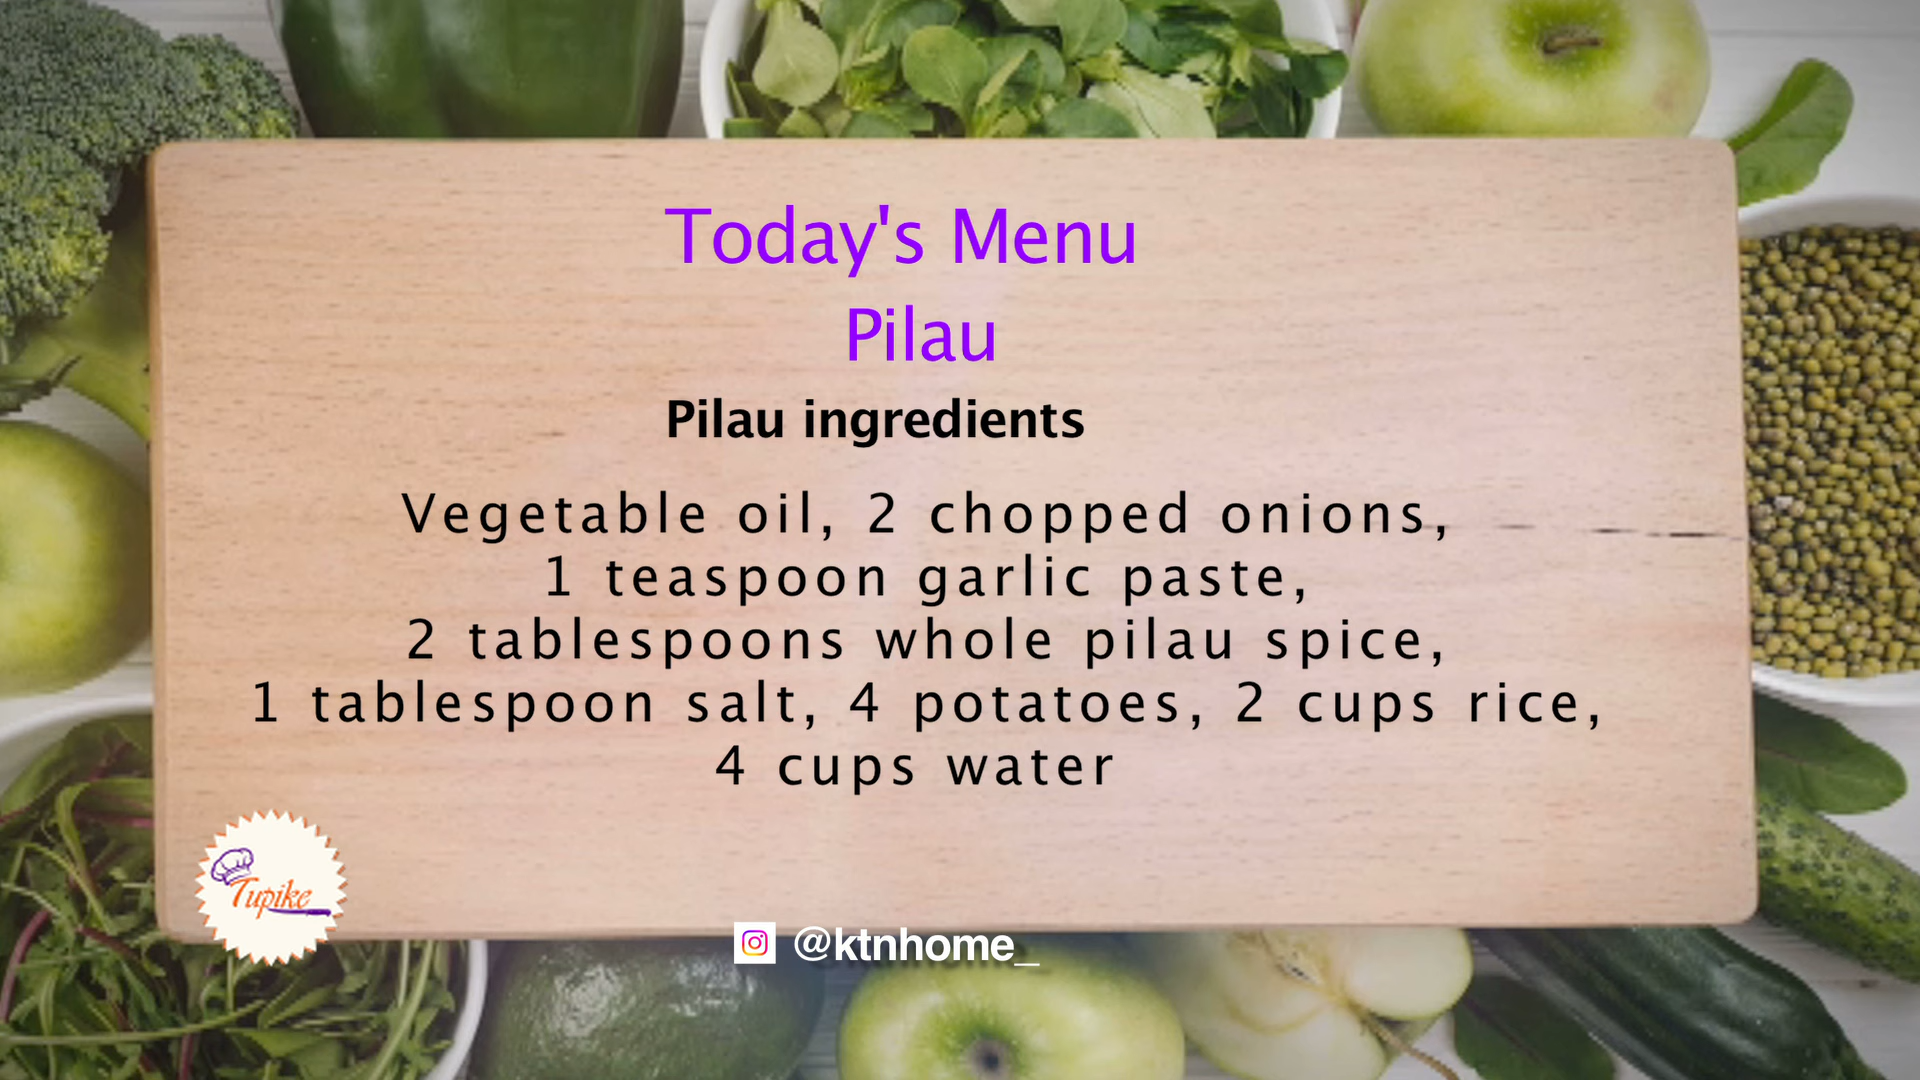 Today's Menu
Pilau
Pilau ingredients
Vegetable oil, 2 chopped onions,
1 teaspoon garlic paste,
2 tablespoons whole pilau spice,
1 tablespoon salt, 4 potatoes, 2 cups rice,
4 cups water
Tupike
@ktnhome_